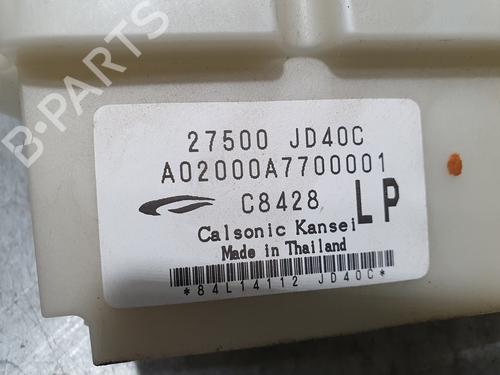 27500 JD40C
A02000A7700001
C8428 LP
Calsonic Kansei
Made in Thailand
*84L14112 JD40C*
B-PARTS